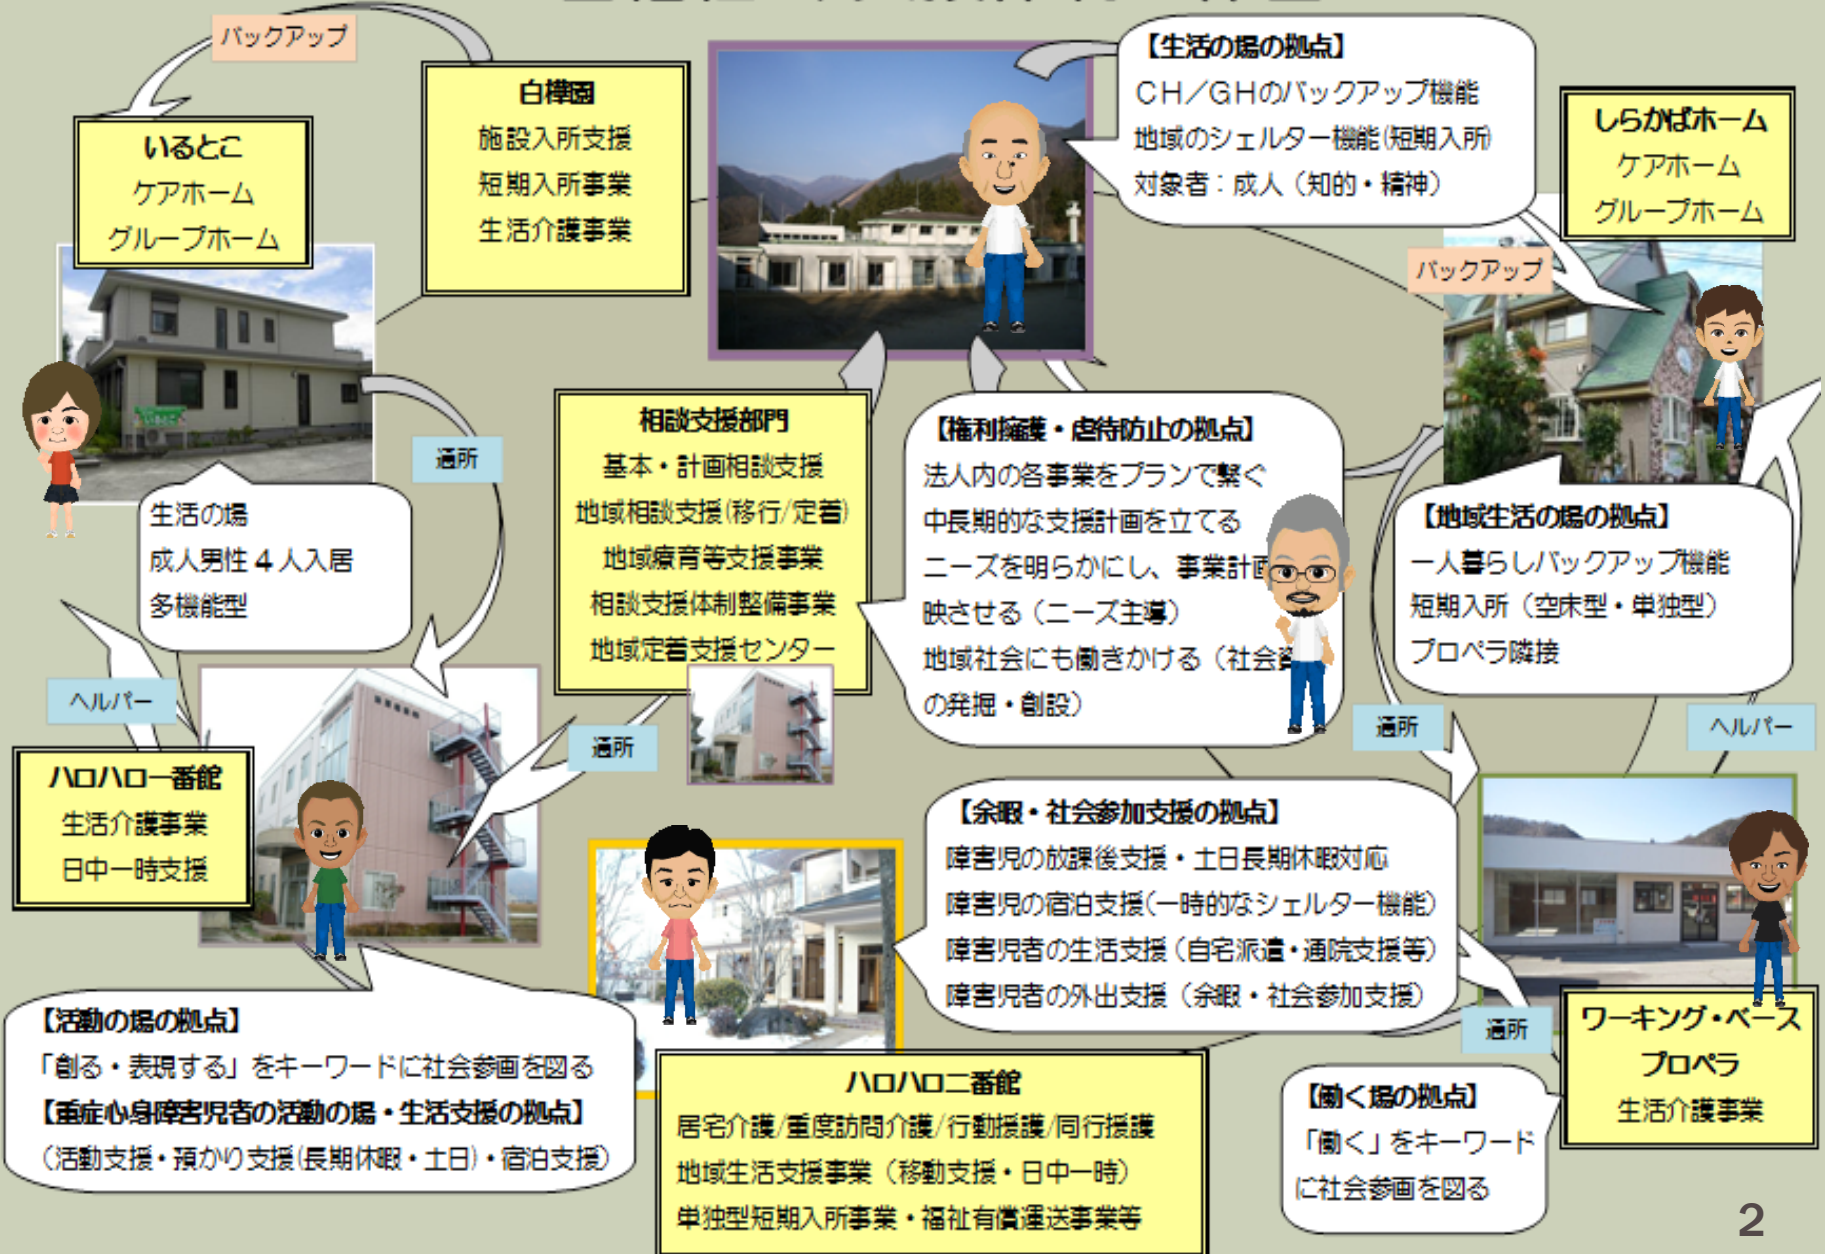 バックアップ
白樺園
施設入所支援
短期入所事業
生活介護事業
【生活の場の拠点】
CH/GHのバックアップ機能
地域のシェルター機能(短期入所)
対象者：成人（知的・精神）
しらかばホーム
ケアホーム
グループホーム
いるとこ
ケアホーム
グループホーム
バックアップ
いるとこ
通所
相談支援部門
基本・計画相談支援
地域相談支援(移行/定着)
地域療育等支援事業
相談支援体制整備事業
地域定着支援センター
【権利擁護・虐待防止の拠点】
法人内の各事業をプランで繋ぐ
中長期的な支援計画を立てる
ニーズを明らかにし、事業計画
映させる（ニーズ主導）
地域社会にも働きかける（社会資
の発掘・創設）
【地域生活の場の拠点】
一人暮らしバックアップ機能
短期入所（空床型・単独型）
プロペラ隣接
生活の場
成人男性４人入居
多機能型
ヘルパー
通所
通所
ヘルパー
ハロハロ一番館
生活介護事業
日中一時支援
【余暇・社会参加支援の拠点】
障害児の放課後支援・土日長期休暇対応
障害児の宿泊支援(一時的なシェルター機能)
障害児者の生活支援（自宅派遣・通院支援等）
障害児者の外出支援（余暇・社会参加支援）
【活動の場の拠点】
「創る・表現する」をキーワードに社会参画を図る
【重症心身障害児者の活動の場・生活支援の拠点】
（活動支援・預かり支援(長期休暇・土日)・宿泊支援）
通所
ワーキング・ベース
プロペラ
生活介護事業
ハロハロ二番館
居宅介護/重度訪問介護/行動援護/同行援護
地域生活支援事業（移動支援・日中一時）
単独型短期入所事業・福祉有償運送事業等
【働く場の拠点】
「働く」をキーワード
に社会参画を図る
2